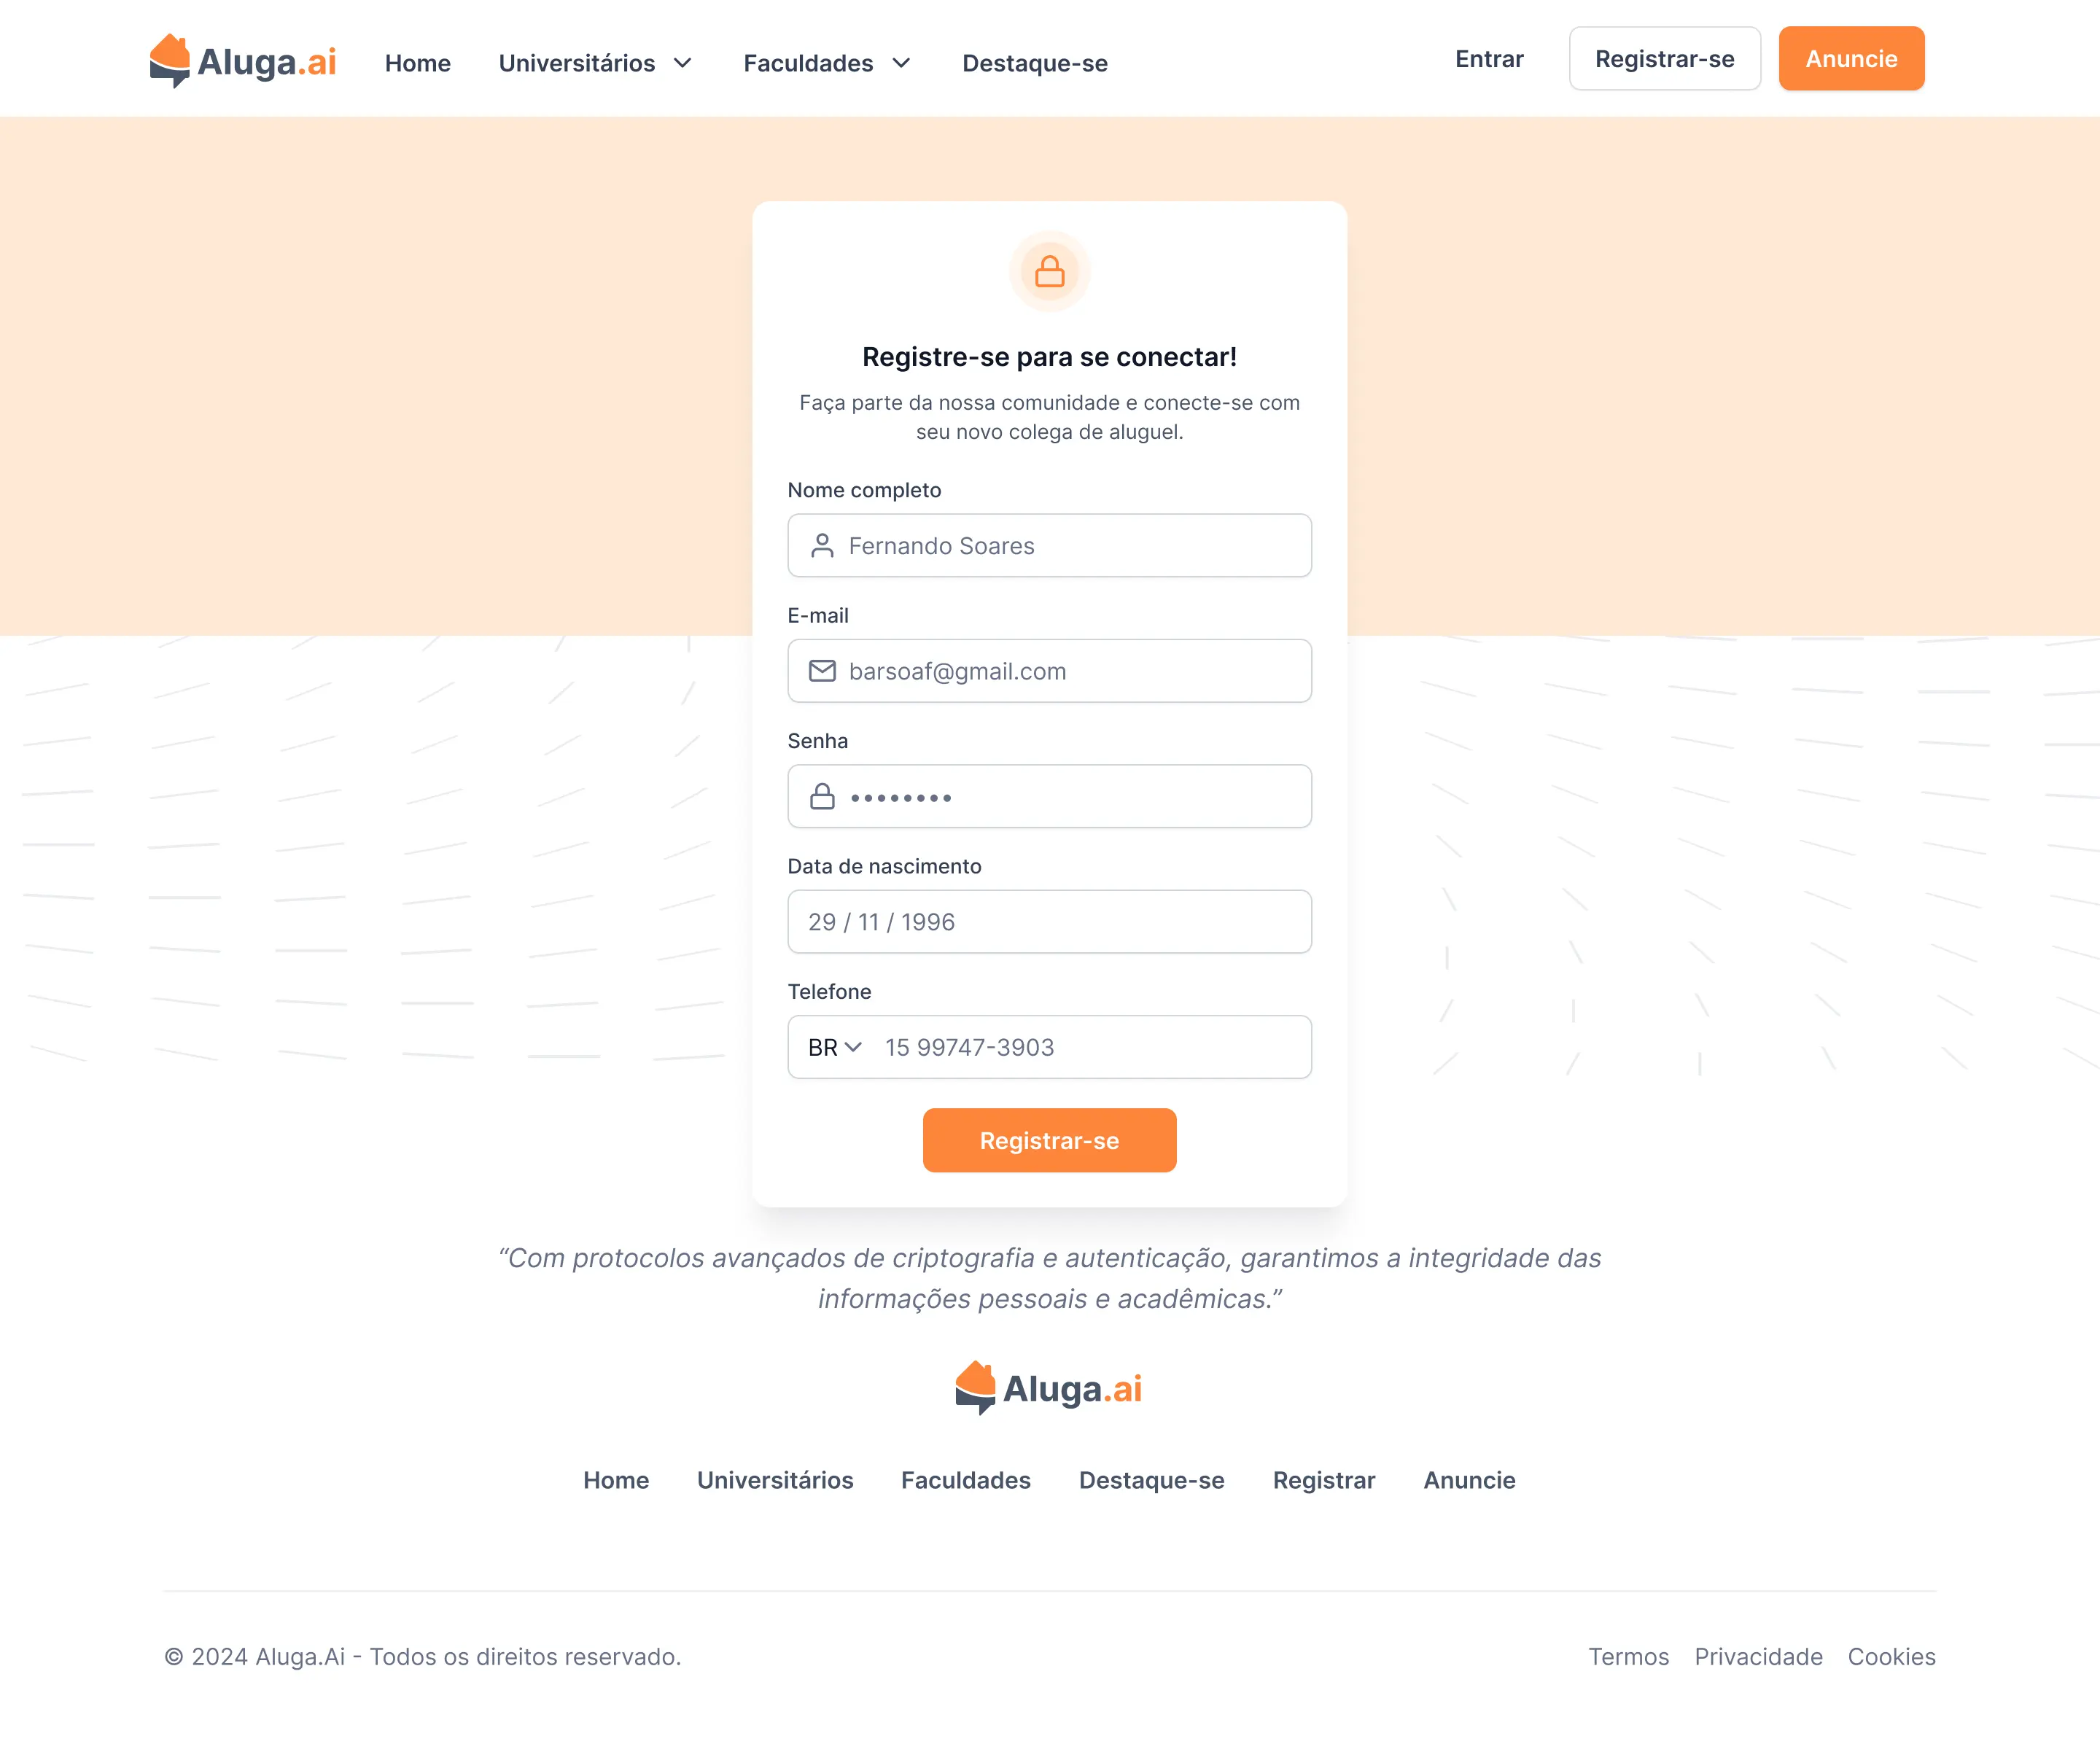 Aluga.ai Home Universitários Faculdades Destaque-se Entrar Registrar-se Anuncie
Registre-se para se conectar!
Faça parte da nossa comunidade e conecte-se com
seu novo colega de aluguel.
Nome completo
Fernando Soares
E-mail
barsoaf@gmail.com
Senha
••••••••
Data de nascimento
29 / 11 / 1996
Telefone
BR 15 99747-3903
Registrar-se
“Com protocolos avançados de criptografia e autenticação, garantimos a integridade das
informações pessoais e acadêmicas.”
Aluga.ai
Home Universitários Faculdades Destaque-se Registrar Anuncie
© 2024 Aluga.Ai - Todos os direitos reservado. Termos Privacidade Cookies